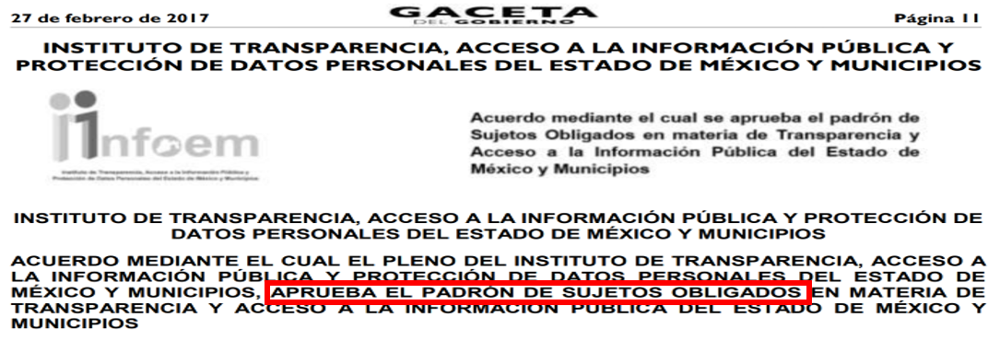 27 de febrero de 2017
GACETA
DEL GOBIERNO
Página 11
INSTITUTO DE TRANSPARENCIA, ACCESO A LA INFORMACIÓN PÚBLICA Y
PROTECCIÓN DE DATOS PERSONALES DEL ESTADO DE MÉXICO Y MUNICIPIOS
infoem
Instituto de Transparencia, Acceso a la Información Pública y
Protección de Datos Personales del Estado de México y Municipios
Acuerdo mediante el cual se aprueba el padrón de
Sujetos Obligados en materia de Transparencia y
Acceso a la Información Pública del Estado de
México y Municipios
INSTITUTO DE TRANSPARENCIA, ACCESO A LA INFORMACIÓN PÚBLICA Y PROTECCIÓN DE
DATOS PERSONALES DEL ESTADO DE MÉXICO Y MUNICIPIOS
ACUERDO MEDIANTE EL CUAL EL PLENO DEL INSTITUTO DE TRANSPARENCIA, ACCESO A
LA INFORMACIÓN PÚBLICA Y PROTECCIÓN DE DATOS PERSONALES DEL ESTADO DE
MÉXICO Y MUNICIPIOS, APRUEBA EL PADRÓN DE SUJETOS OBLIGADOS EN MATERIA DE
TRANSPARENCIA Y ACCESO A LA INFORMACIÓN PÚBLICA DEL ESTADO DE MÉXICO Y
MUNICIPIOS